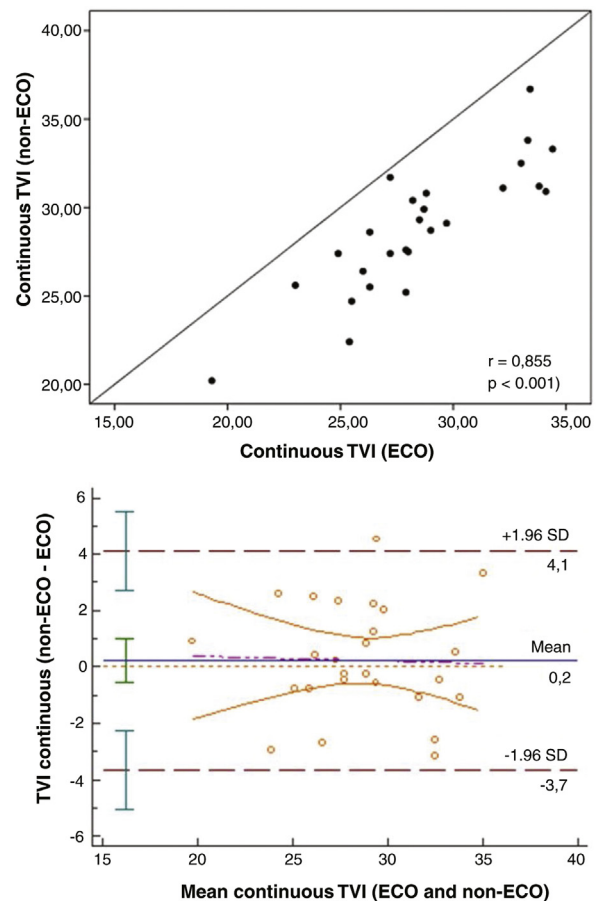 Continuous TVI (non-ECO)
40,00
35,00
30,00
25,00
20,00
r = 0,855
p < 0.001)
15,00 20,00 25,00 30,00 35,00
Continuous TVI (ECO)
TVI continuous (non-ECO - ECO)
6
4
2
0
-2
-4
-6
+1.96 SD
4,1
Mean
0,2
-1.96 SD
-3,7
15 20 25 30 35 40
Mean continuous TVI (ECO and non-ECO)